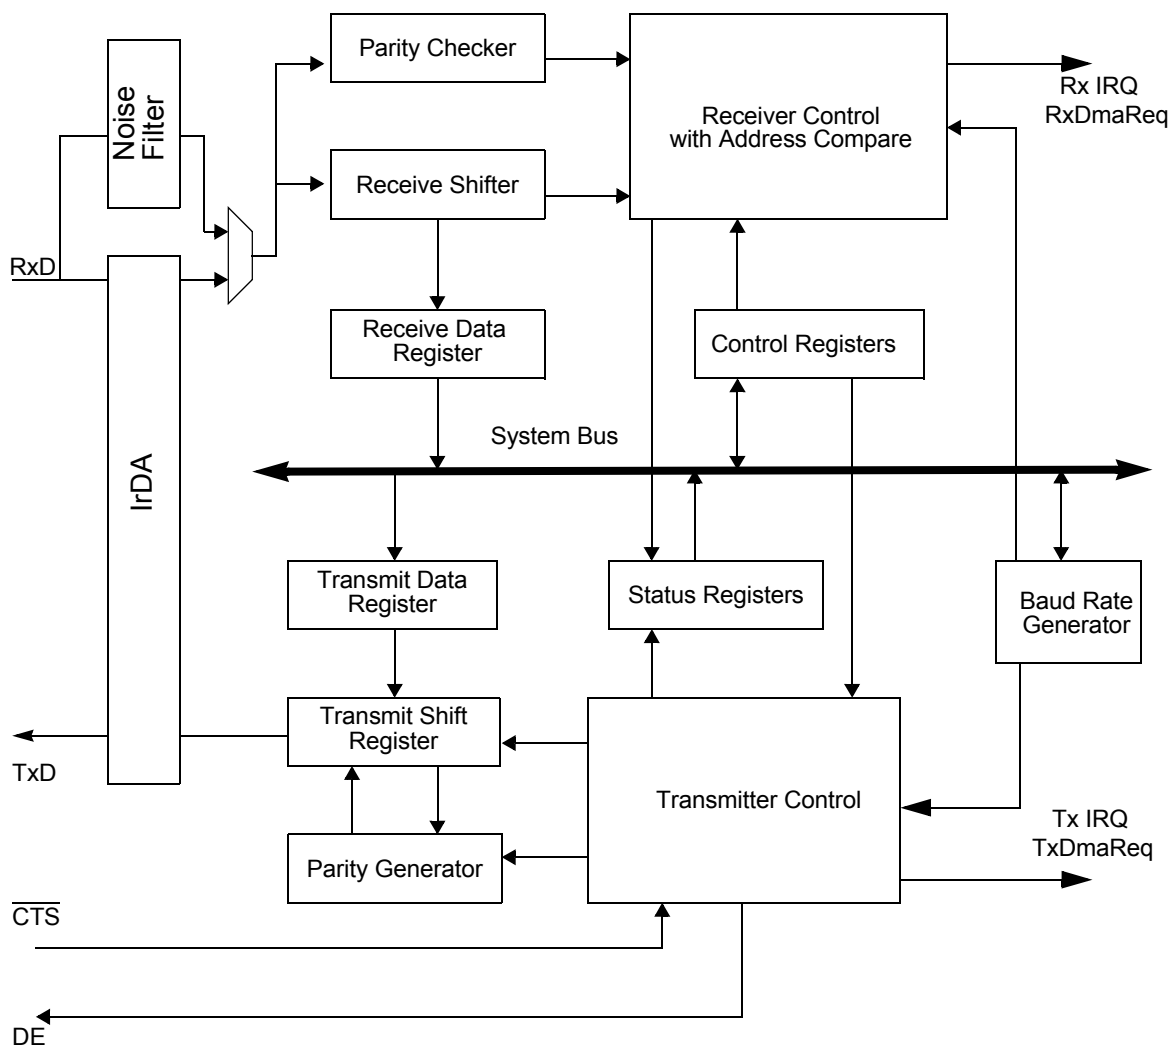 Parity Checker
Noise
Filter
Rx IRQ
RxDmaReq
Receiver Control
with Address Compare
Receive Shifter
RxD
Receive Data
Register
Control Registers
System Bus
IrDA
Transmit Data
Register
Status Registers
Baud Rate
Generator
Transmit Shift
Register
TxD
Transmitter Control
Tx IRQ
TxDmaReq
Parity Generator
CTS
DE